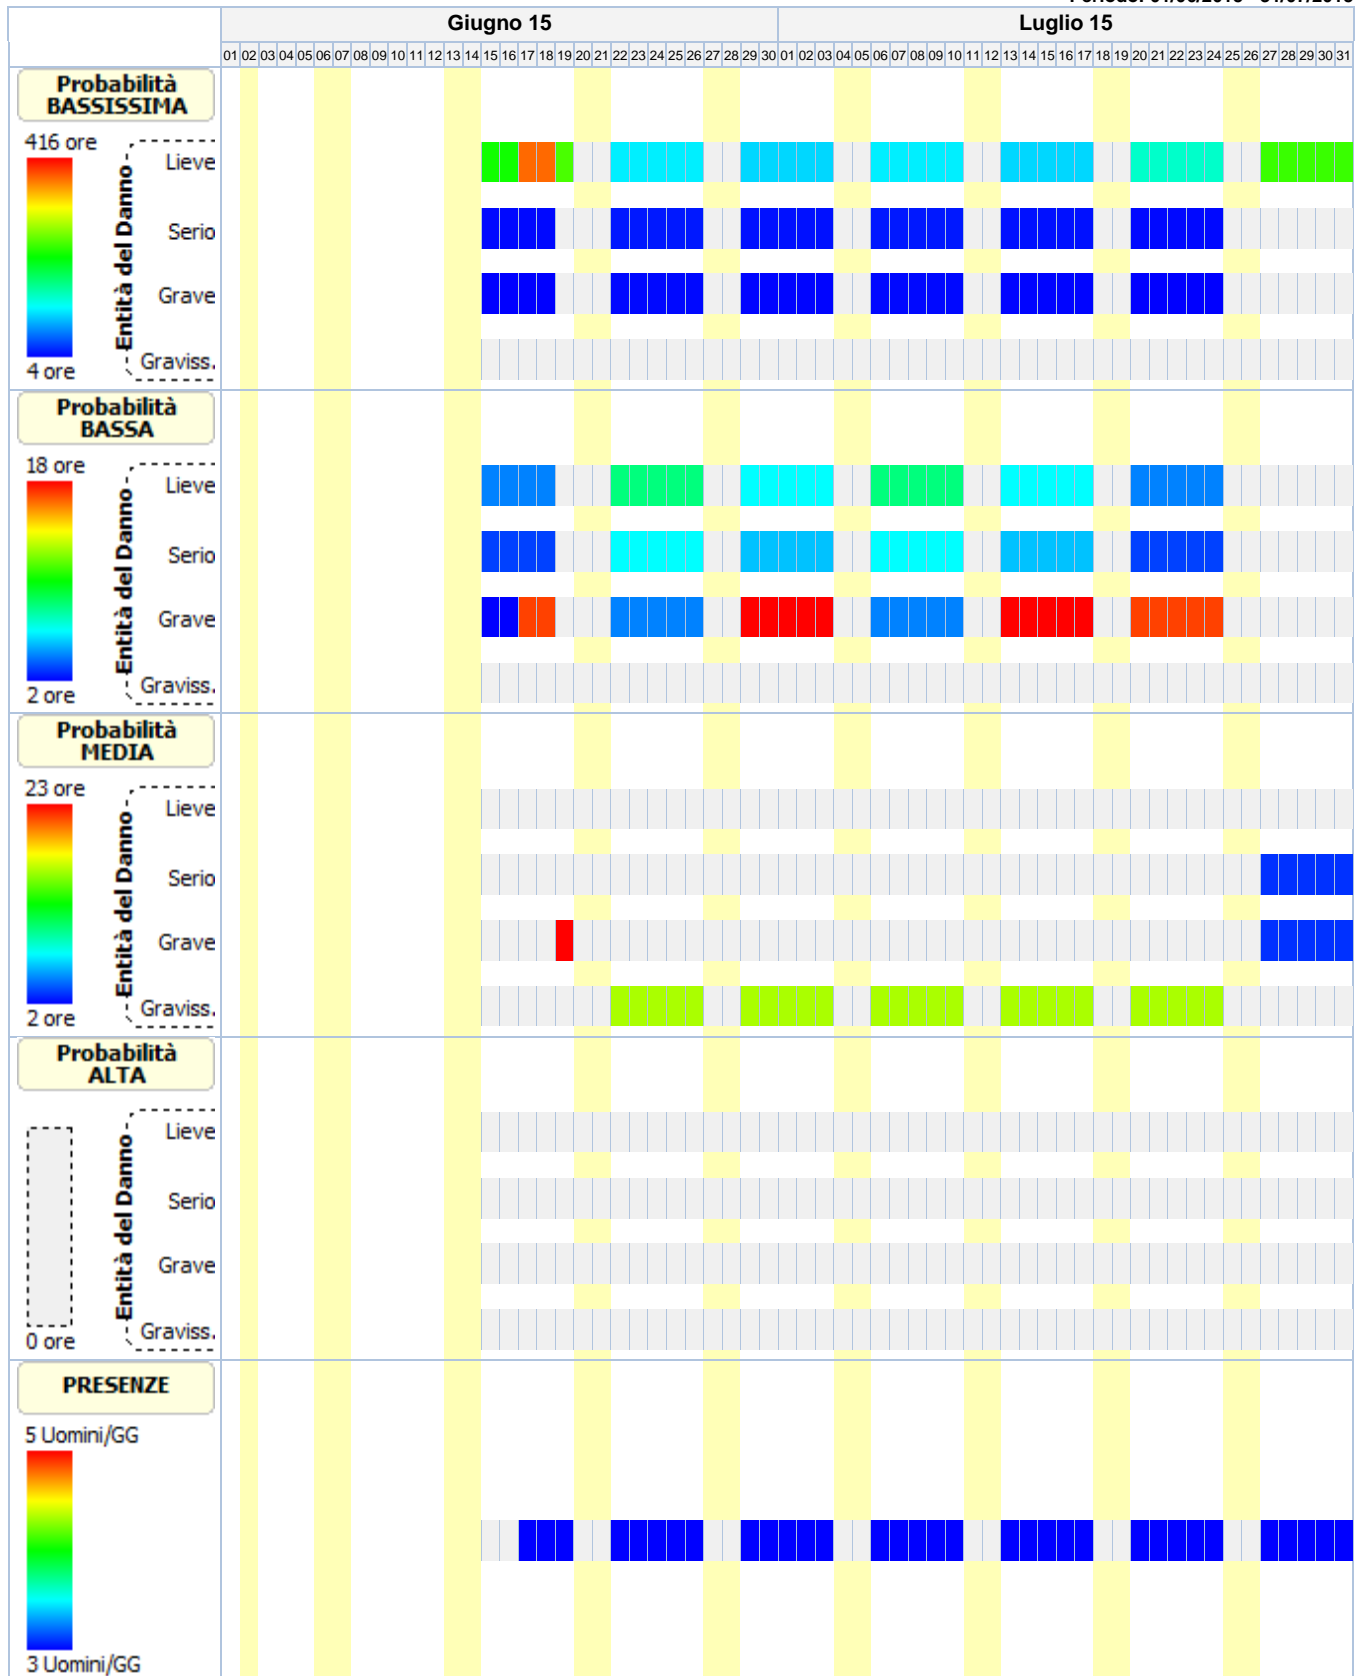 Giugno 15 Luglio 15
01 02 03 04 05 06 07 08 09 10 11 12 13 14 15 16 17 18 19 20 21 22 23 24 25 26 27 28 29 30 01 02 03 04 05 06 07 08 09 10 11 12 13 14 15 16 17 18 19 20 21 22 23 24 25 26 27 28 29 30 31
Probabilità
BASSISSIMA
416 ore
Entità del Danno
Lieve
Serio
Grave
Graviss.
4 ore
Probabilità
BASSA
18 ore
Entità del Danno
Lieve
Serio
Grave
Graviss.
2 ore
Probabilità
MEDIA
23 ore
Entità del Danno
Lieve
Serio
Grave
Graviss.
2 ore
Probabilità
ALTA
Entità del Danno
Lieve
Serio
Grave
Graviss.
0 ore
PRESENZE
5 Uomini/GG
3 Uomini/GG